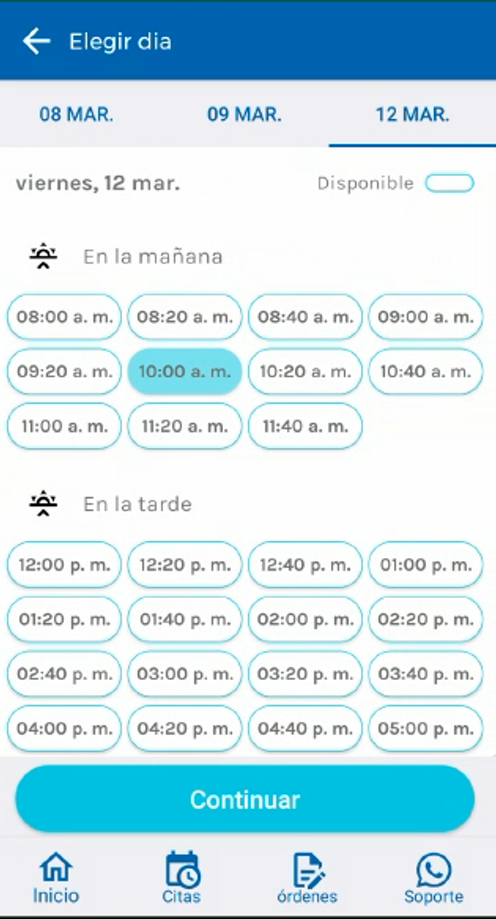 Elegir dia
08 MAR. 09 MAR. 12 MAR.
viernes, 12 mar. Disponible
En la mañana
08:00 a. m. 08:20 a. m. 08:40 a. m. 09:00 a. m.
09:20 a. m. 10:00 a. m. 10:20 a. m. 10:40 a. m.
11:00 a. m. 11:20 a. m. 11:40 a. m.
En la tarde
12:00 p. m. 12:20 p. m. 12:40 p. m. 01:00 p. m.
01:20 p. m. 01:40 p. m. 02:00 p. m. 02:20 p. m.
02:40 p. m. 03:00 p. m. 03:20 p. m. 03:40 p. m.
04:00 p. m. 04:20 p. m. 04:40 p. m. 05:00 p. m.
Continuar
Inicio Citas órdenes Soporte